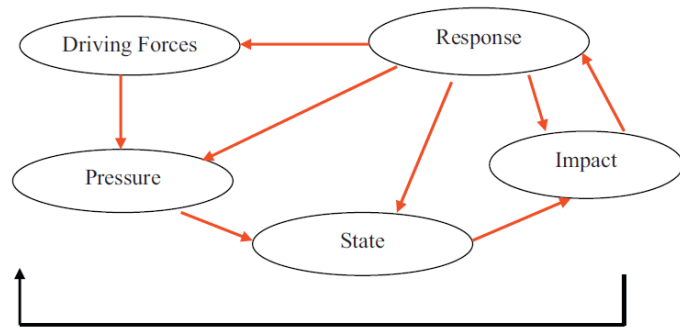 Driving Forces
Response
Impact
Pressure
State